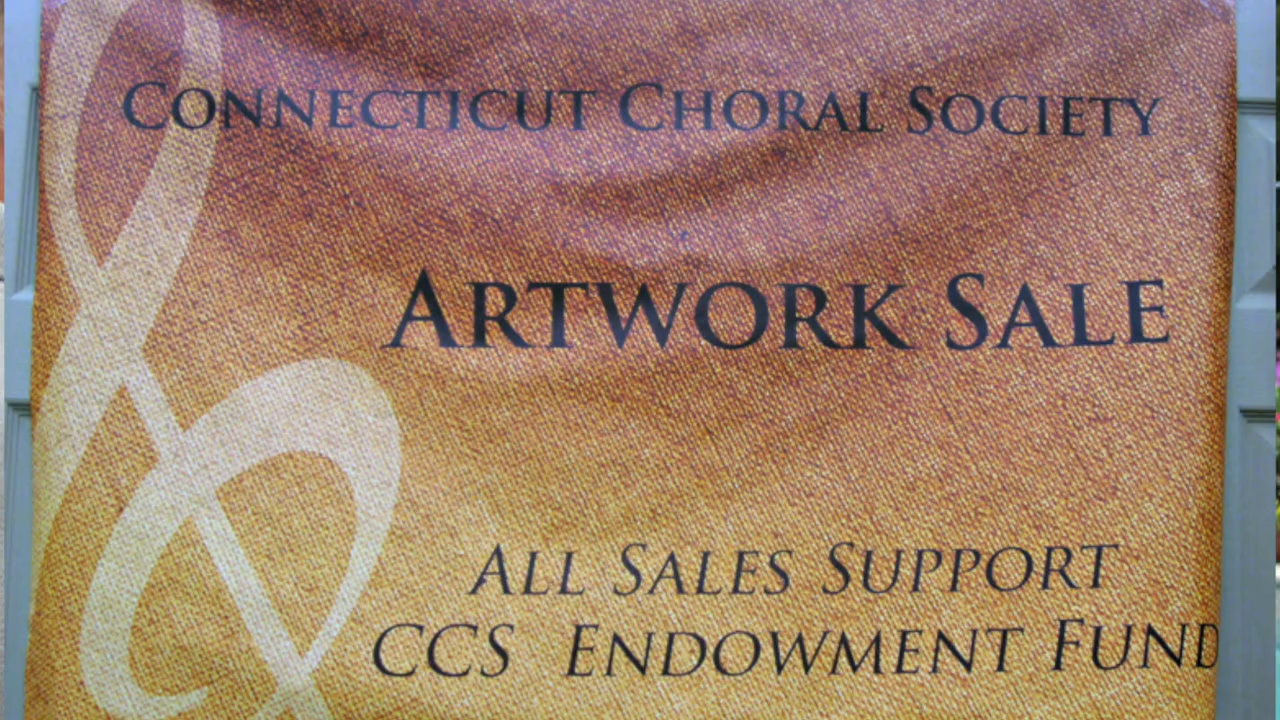 Connecticut Choral Society
Artwork Sale
All Sales Support
CCS Endowment Fund